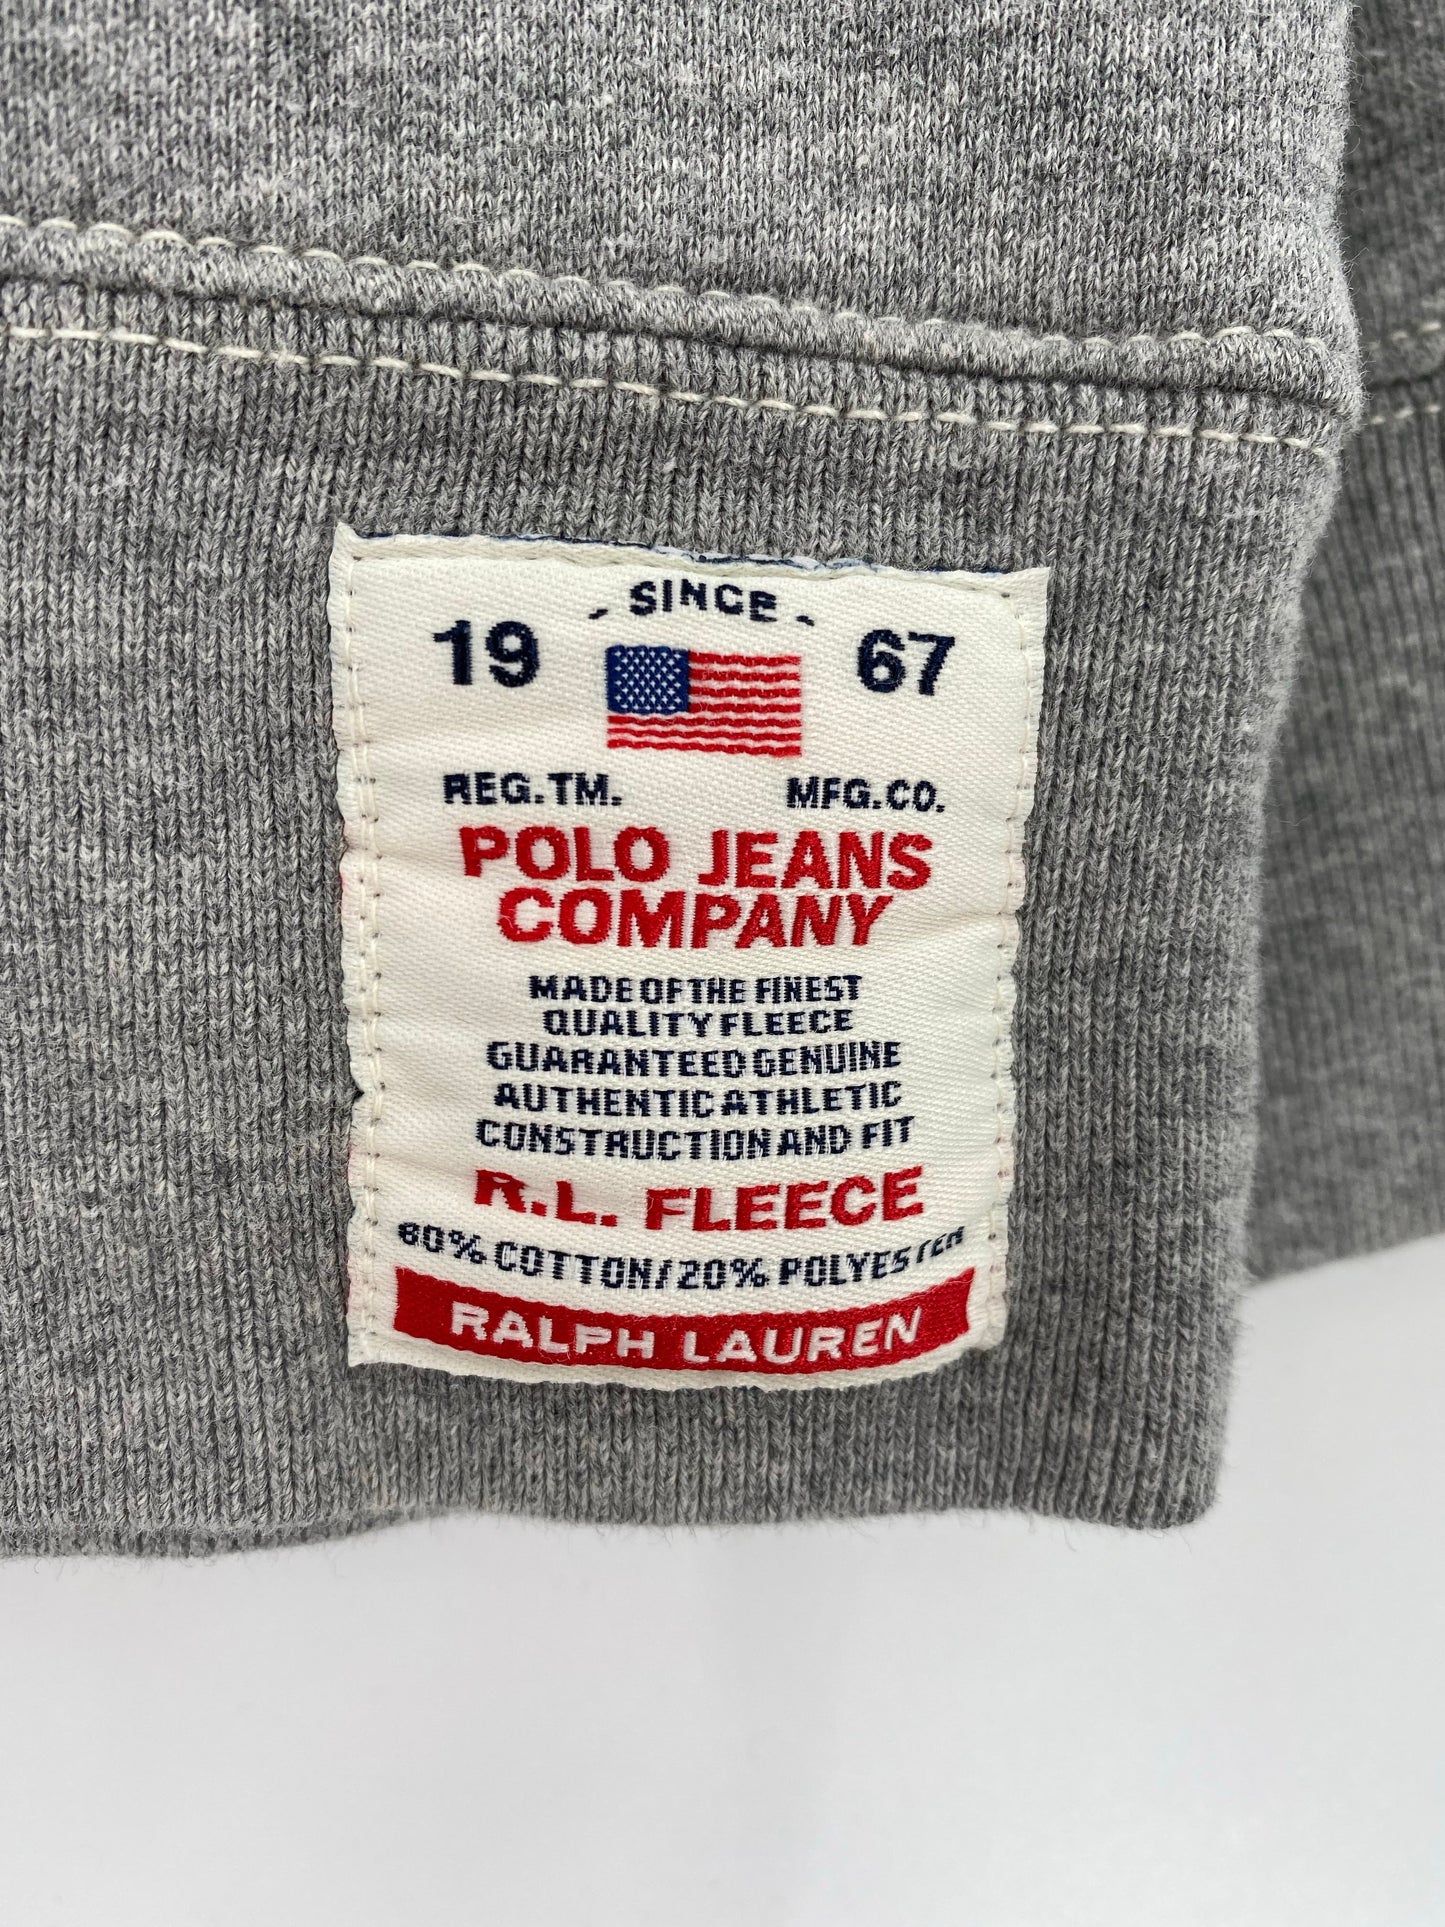 - SINCE -
19 67
REG.TM. MFG.CO.
POLO JEANS
COMPANY
MADE OF THE FINEST
QUALITY FLEECE
GUARANTEED GENUINE
AUTHENTIC ATHLETIC
CONSTRUCTION AND FIT
R.L. FLEECE
80% COTTON/20% POLYESTER
RALPH LAUREN